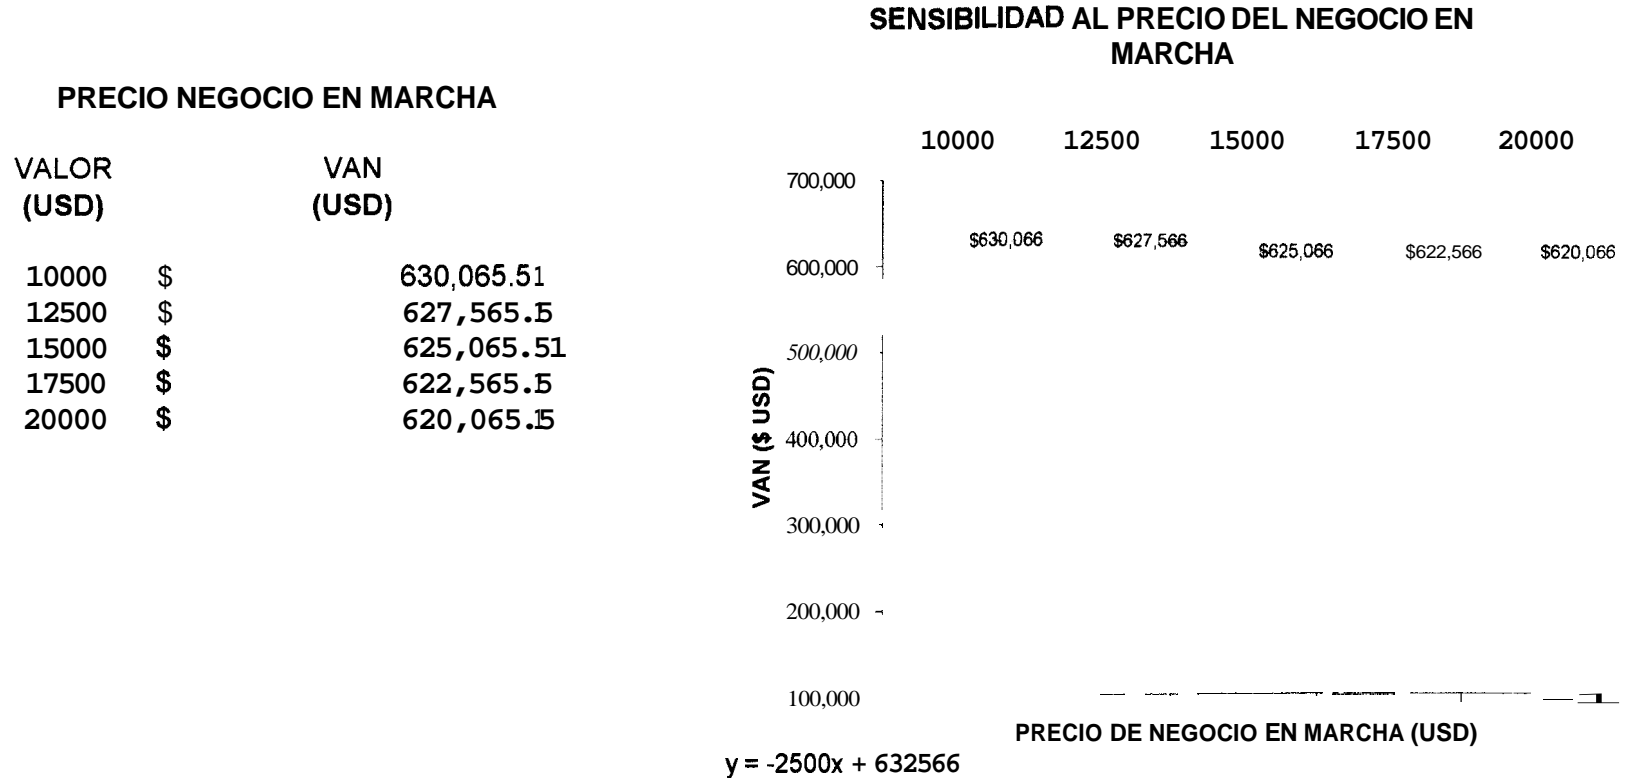 PRECIO NEGOCIO EN MARCHA
VALOR VAN
(USD) (USD)
10000 $ 630,065.51
12500 $ 627,565.5
15000 $ 625,065.51
17500 $ 622,565.5
20000 $ 620,065.5
SENSIBILIDAD AL PRECIO DEL NEGOCIO EN
MARCHA
10000 12500 15000 17500 20000
700,000
$630,066 $627,566 $625,066 $622,566 $620,066
600,000
500,000
400,000
300,000
200,000
100,000
VAN ($ USD)
PRECIO DE NEGOCIO EN MARCHA (USD)
y = -2500x + 632566